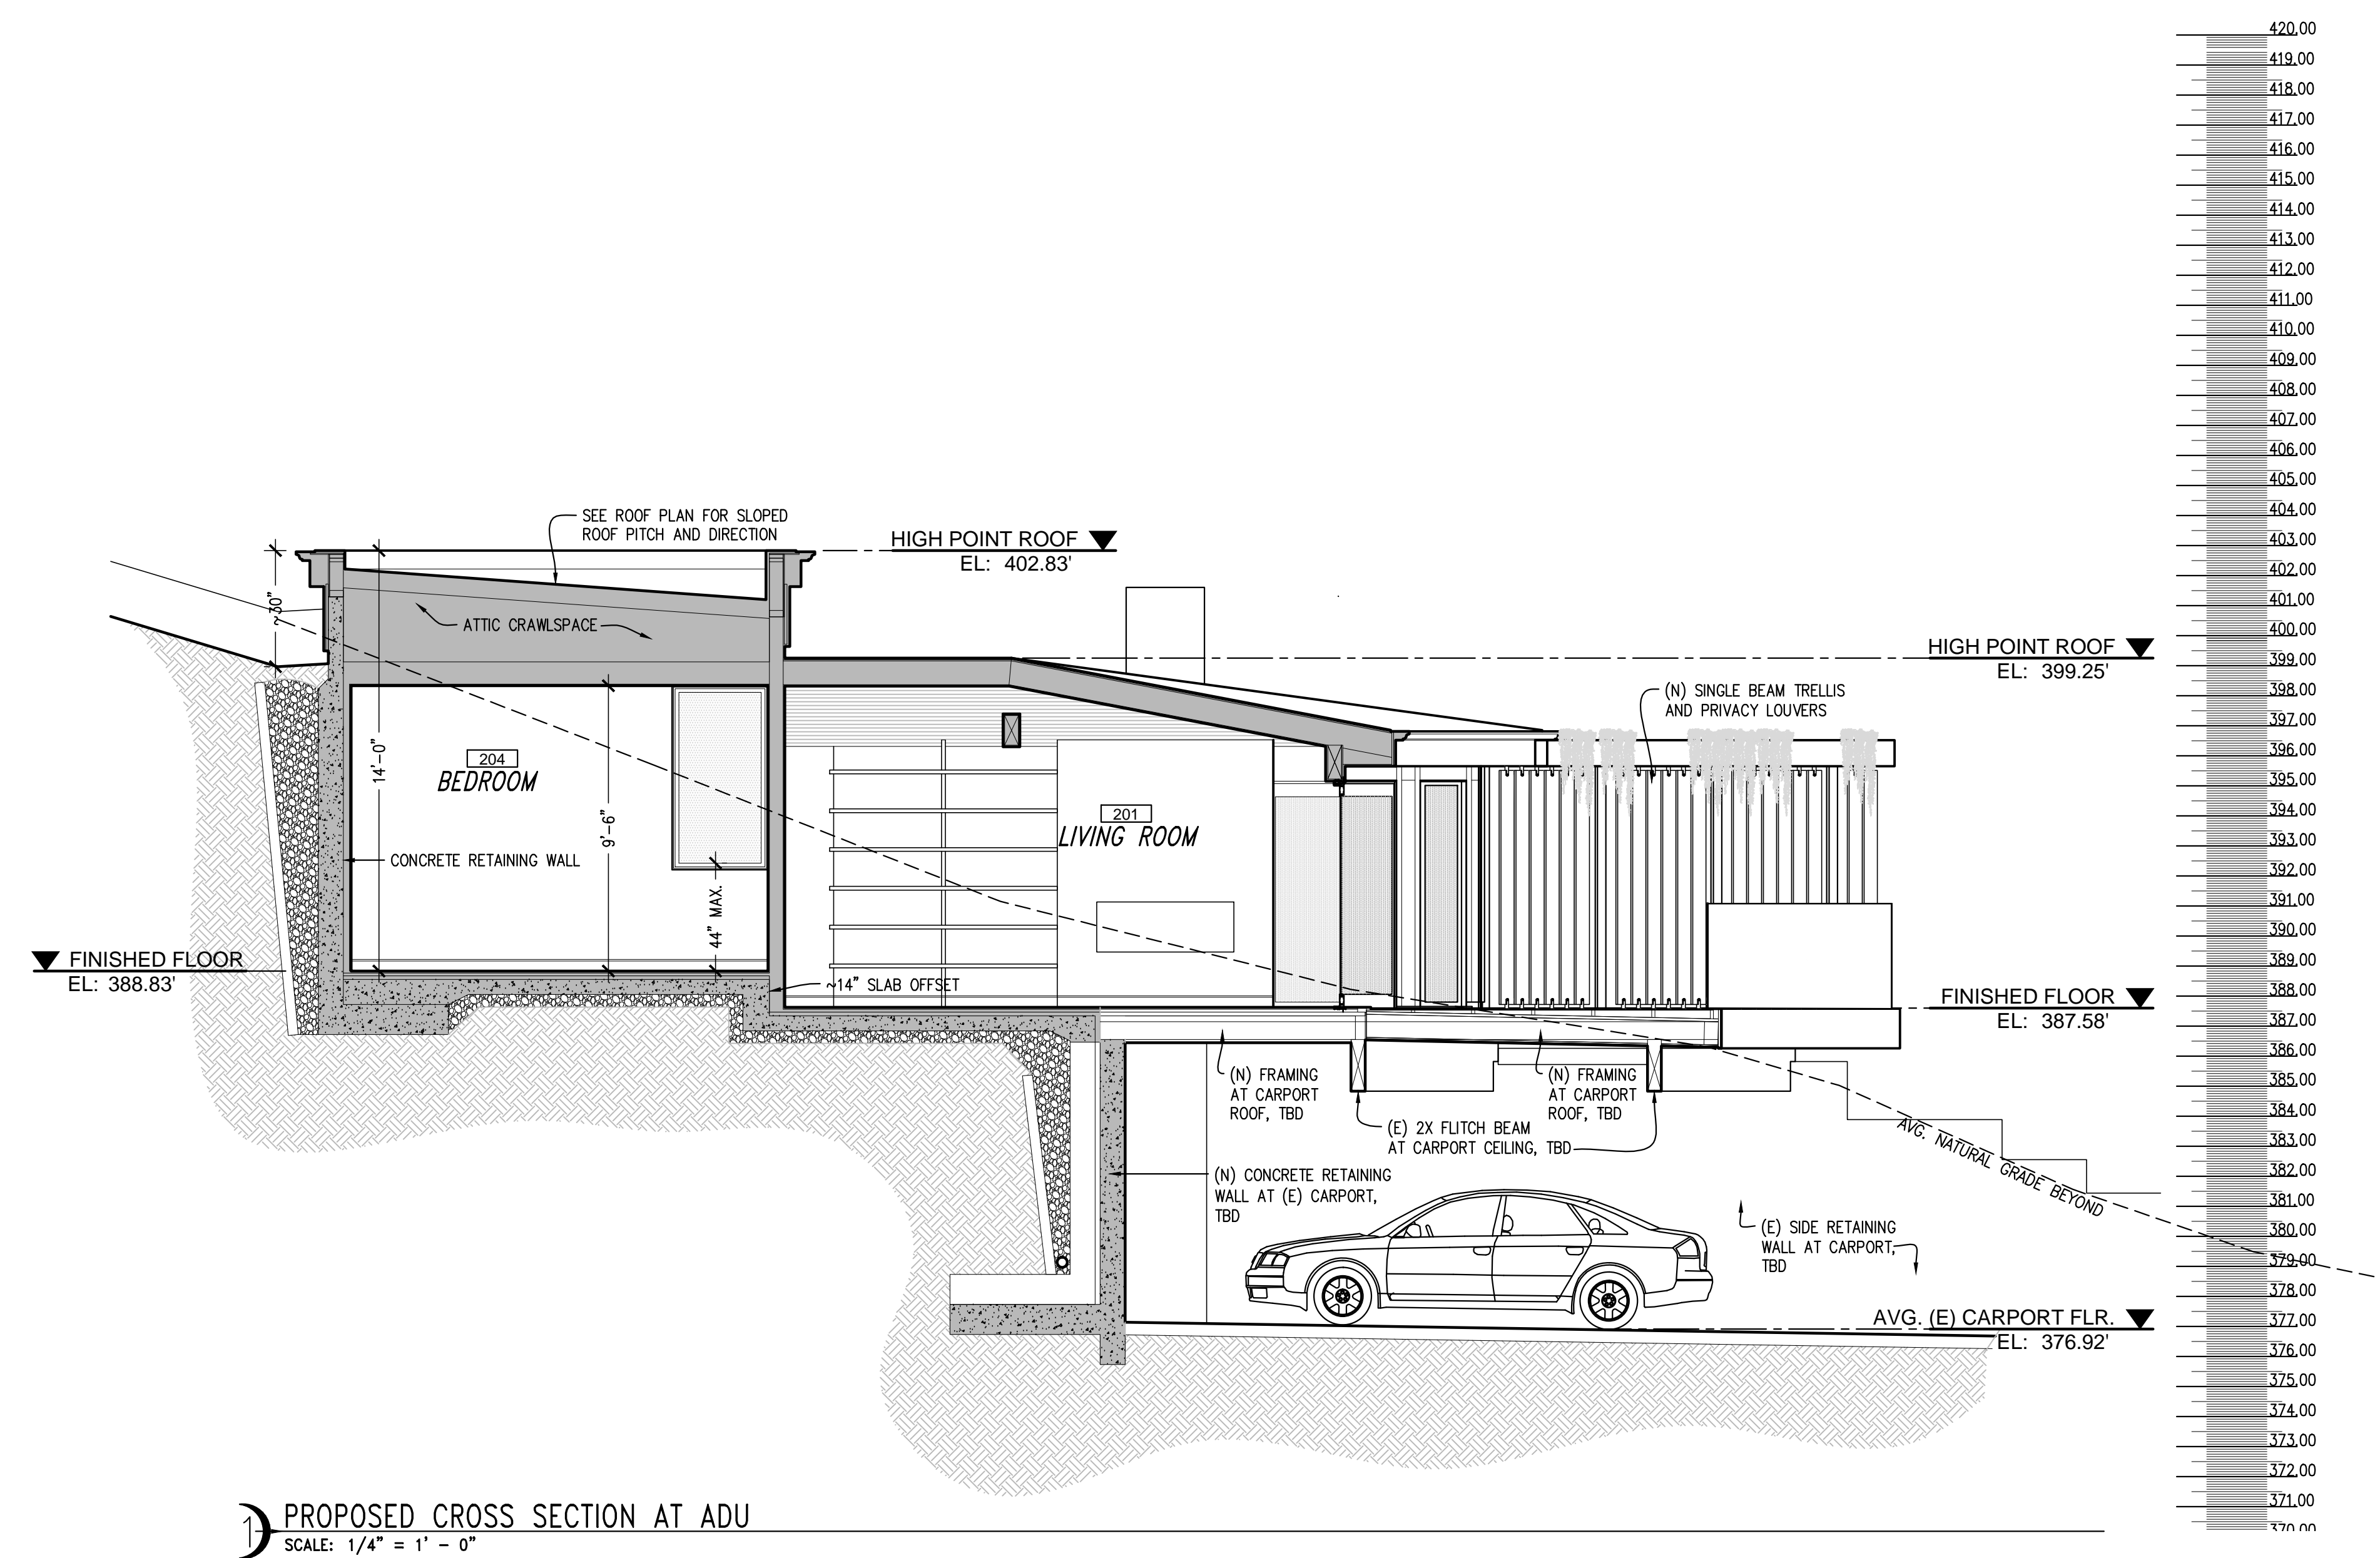 420.00
419.00
418.00
417.00
416.00
415.00
414.00
413.00
412.00
411.00
410.00
409.00
408.00
407.00
406.00
405.00
404.00
403.00
402.00
401.00
400.00
399.00
398.00
397.00
396.00
395.00
394.00
393.00
392.00
391.00
390.00
389.00
388.00
387.00
386.00
385.00
384.00
383.00
382.00
381.00
380.00
379.00
378.00
377.00
376.00
375.00
374.00
373.00
372.00
371.00
370.00
SEE ROOF PLAN FOR SLOPED
ROOF PITCH AND DIRECTION
HIGH POINT ROOF
EL: 402.83'
~30"
ATTIC CRAWLSPACE
HIGH POINT ROOF
EL: 399.25'
(N) SINGLE BEAM TRELLIS
AND PRIVACY LOUVERS
14'-0"
204
BEDROOM
9'-6"
201
LIVING ROOM
CONCRETE RETAINING WALL
44" MAX.
FINISHED FLOOR
EL: 388.83'
~14" SLAB OFFSET
FINISHED FLOOR
EL: 387.58'
(N) FRAMING
AT CARPORT
ROOF, TBD
(N) FRAMING
AT CARPORT
ROOF, TBD
(E) 2X FLITCH BEAM
AT CARPORT CEILING, TBD
AVG. NATURAL GRADE BEYOND
(N) CONCRETE RETAINING
WALL AT (E) CARPORT,
TBD
(E) SIDE RETAINING
WALL AT CARPORT,
TBD
AVG. (E) CARPORT FLR.
EL: 376.92'
1
PROPOSED CROSS SECTION AT ADU
SCALE: 1/4" = 1' - 0"